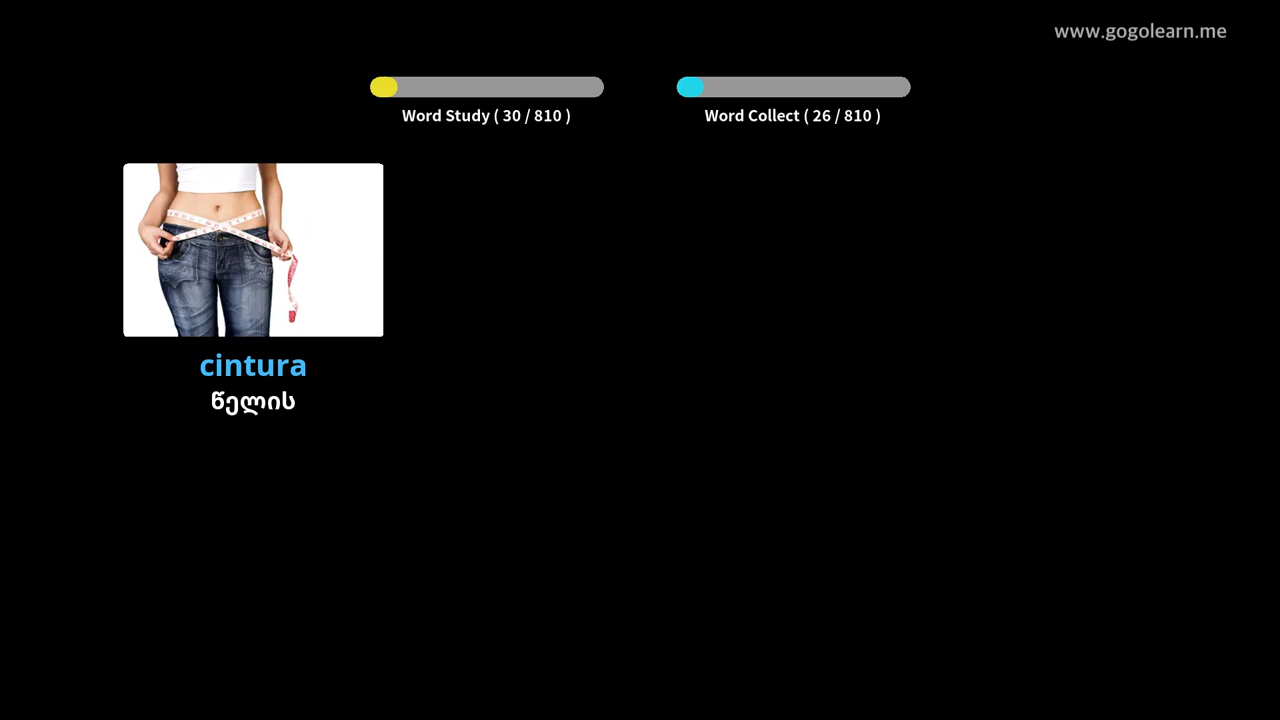 www.gogolearn.me
Word Study ( 30 / 810 )
Word Collect ( 26 / 810 )
cintura
წელის